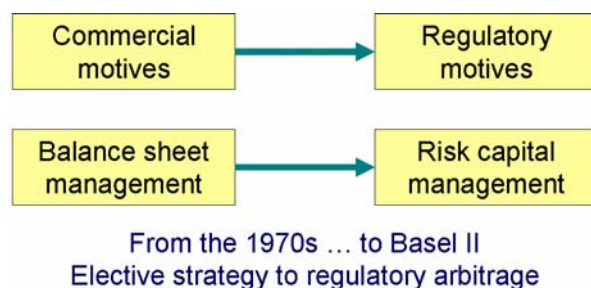 Commercial
motives
Regulatory
motives
Balance sheet
management
Risk capital
management
From the 1970s ... to Basel II
Elective strategy to regulatory arbitrage